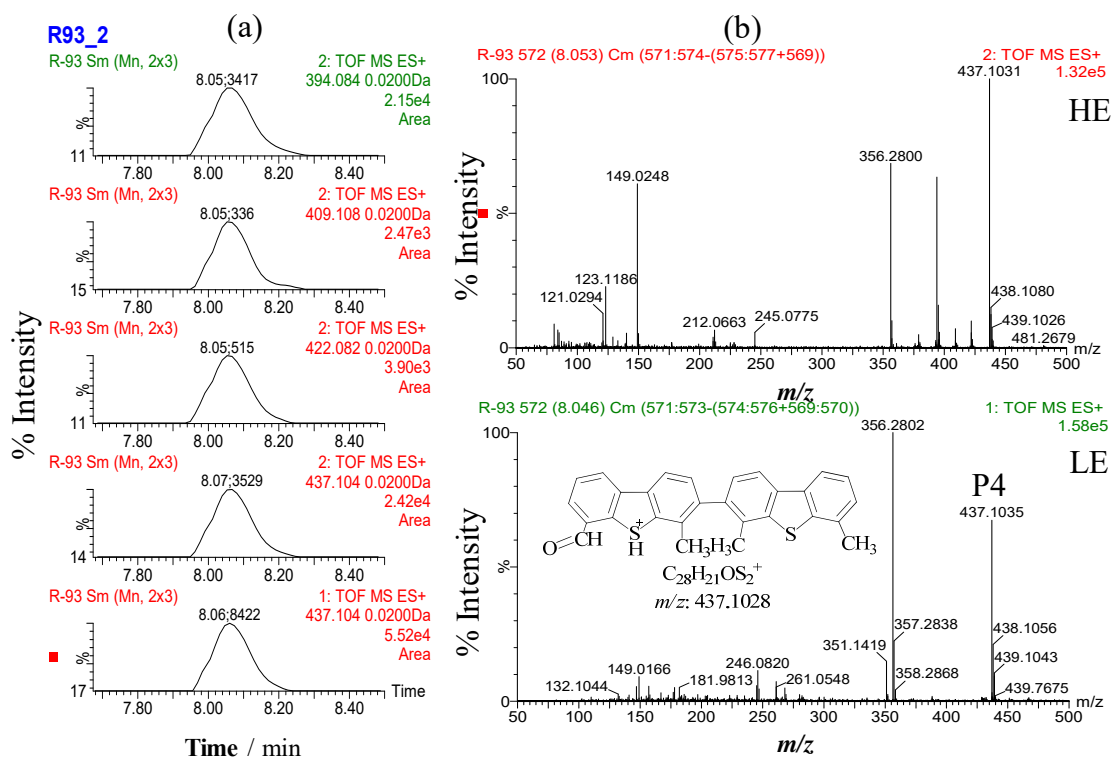 (a)
R93_2
R-93 Sm (Mn, 2x3)
2: TOF MS ES+
394.084 0.0200Da
2.15e4
Area
8.05;3417
%
11
7.80 8.00 8.20 8.40
R-93 Sm (Mn, 2x3)
2: TOF MS ES+
409.108 0.0200Da
2.47e3
Area
8.05;336
%
15
7.80 8.00 8.20 8.40
R-93 Sm (Mn, 2x3)
2: TOF MS ES+
422.082 0.0200Da
3.90e3
Area
8.05;515
%
11
7.80 8.00 8.20 8.40
R-93 Sm (Mn, 2x3)
2: TOF MS ES+
437.104 0.0200Da
2.42e4
Area
8.07;3529
%
14
7.80 8.00 8.20 8.40
R-93 Sm (Mn, 2x3)
1: TOF MS ES+
437.104 0.0200Da
5.52e4
Area
8.06;8422
%
17
Time
7.80 8.00 8.20 8.40
% Intensity
Time / min
(b)
R-93 572 (8.053) Cm (571:574-(575:577+569))
2: TOF MS ES+
1.32e5
HE
100
%
0
% Intensity
437.1031
356.2800
149.0248
123.1186
121.0294
212.0663
245.0775
438.1080
439.1026
481.2679
50 100 150 200 250 300 350 400 450 500
m/z
m/z
R-93 572 (8.046) Cm (571:573-(574:576+569:570))
1: TOF MS ES+
1.58e5
LE
100
%
0
% Intensity
356.2802
P4
437.1035
357.2838
351.1419
358.2868
438.1056
439.1043
439.7675
132.1044
149.0166
181.9813
246.0820
261.0548
O CH S+ H CH3 H3C S CH3
C28H21OS2+
m/z: 437.1028
50 100 150 200 250 300 350 400 450 500
m/z
m/z